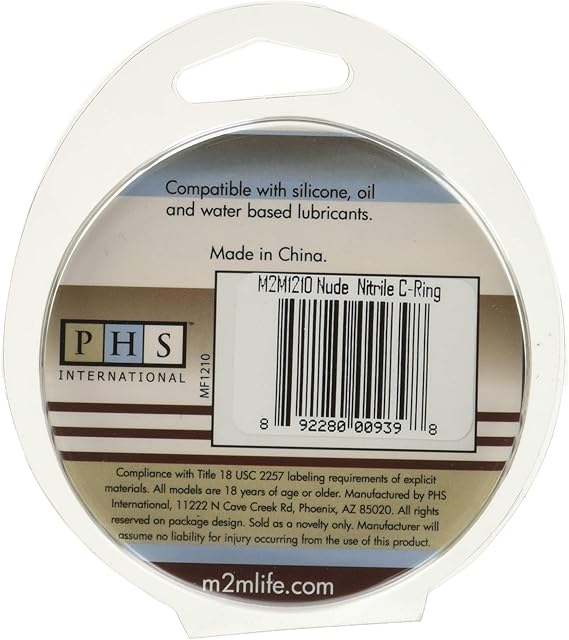 Compatible with silicone, oil
and water based lubricants.
Made in China.
M2M1210 Nude Nitrile C-Ring
PHS™
INTERNATIONAL
MF1210
8 92280 00939 8
Compliance with Title 18 USC 2257 labeling requirements of explicit
materials. All models are 18 years of age or older. Manufactured by PHS
International, 11222 N Cave Creek Rd, Phoenix, AZ 85020. All rights
reserved on package design. Sold as a novelty only. Manufacturer will
assume no liability for injury occurring from the use of this product.
m2mlife.com